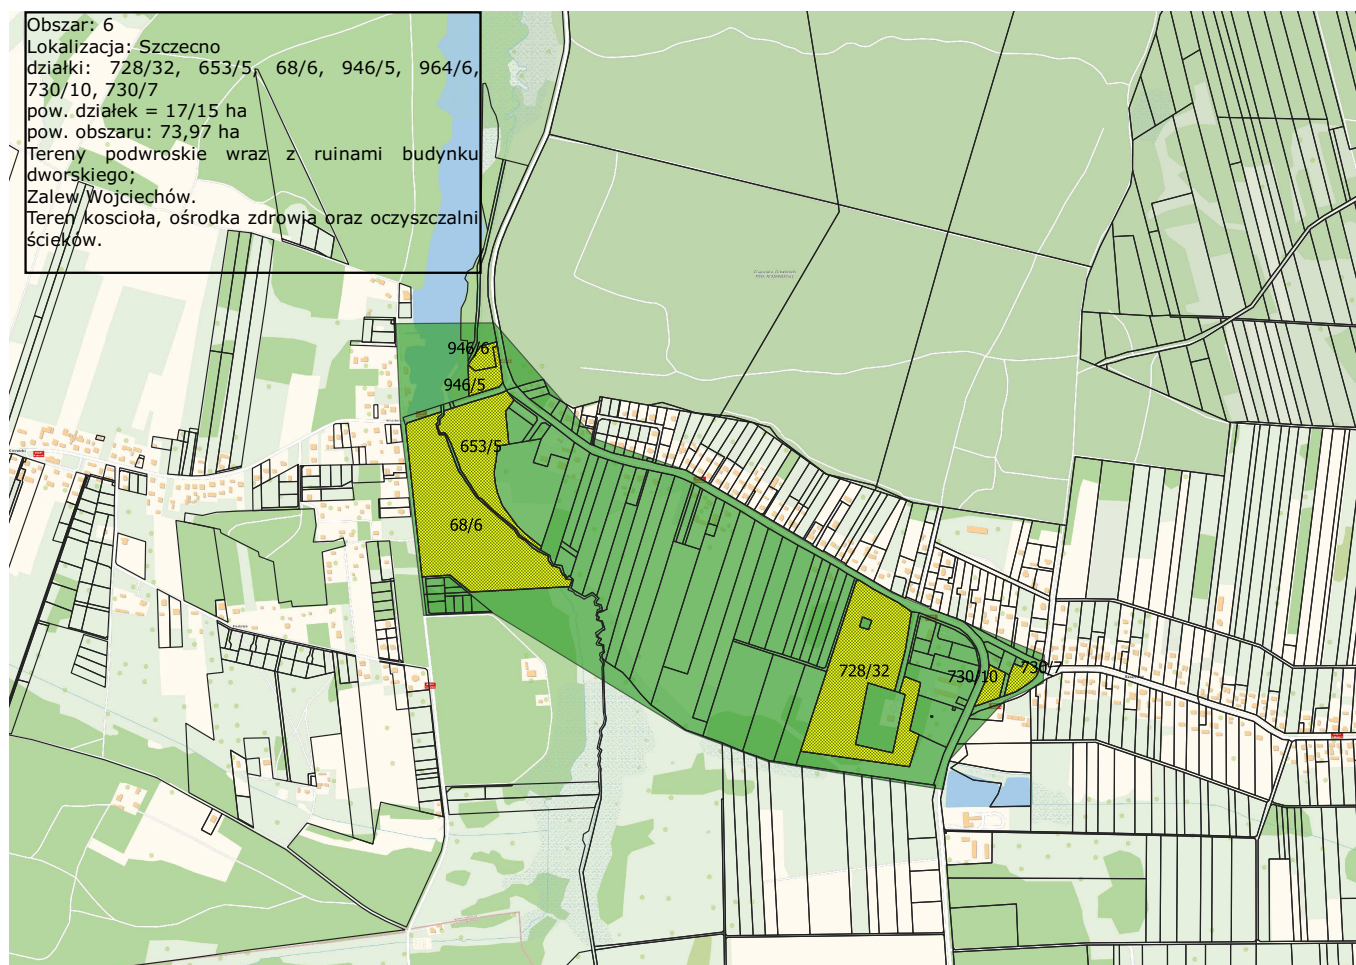 Obszar: 6
Lokalizacja: Szczecno
działki: 728/32, 653/5, 68/6, 946/5, 964/6,
730/10, 730/7
pow. działek = 17/15 ha
pow. obszaru: 73,97 ha
Tereny podwroskie wraz z ruinami budynku
dworskiego;
Zalew Wojciechów.
Teren koscioła, ośrodka zdrowia oraz oczyszczalni
ścieków.
946/6
946/5
653/5
68/6
728/32
730/10
730/7